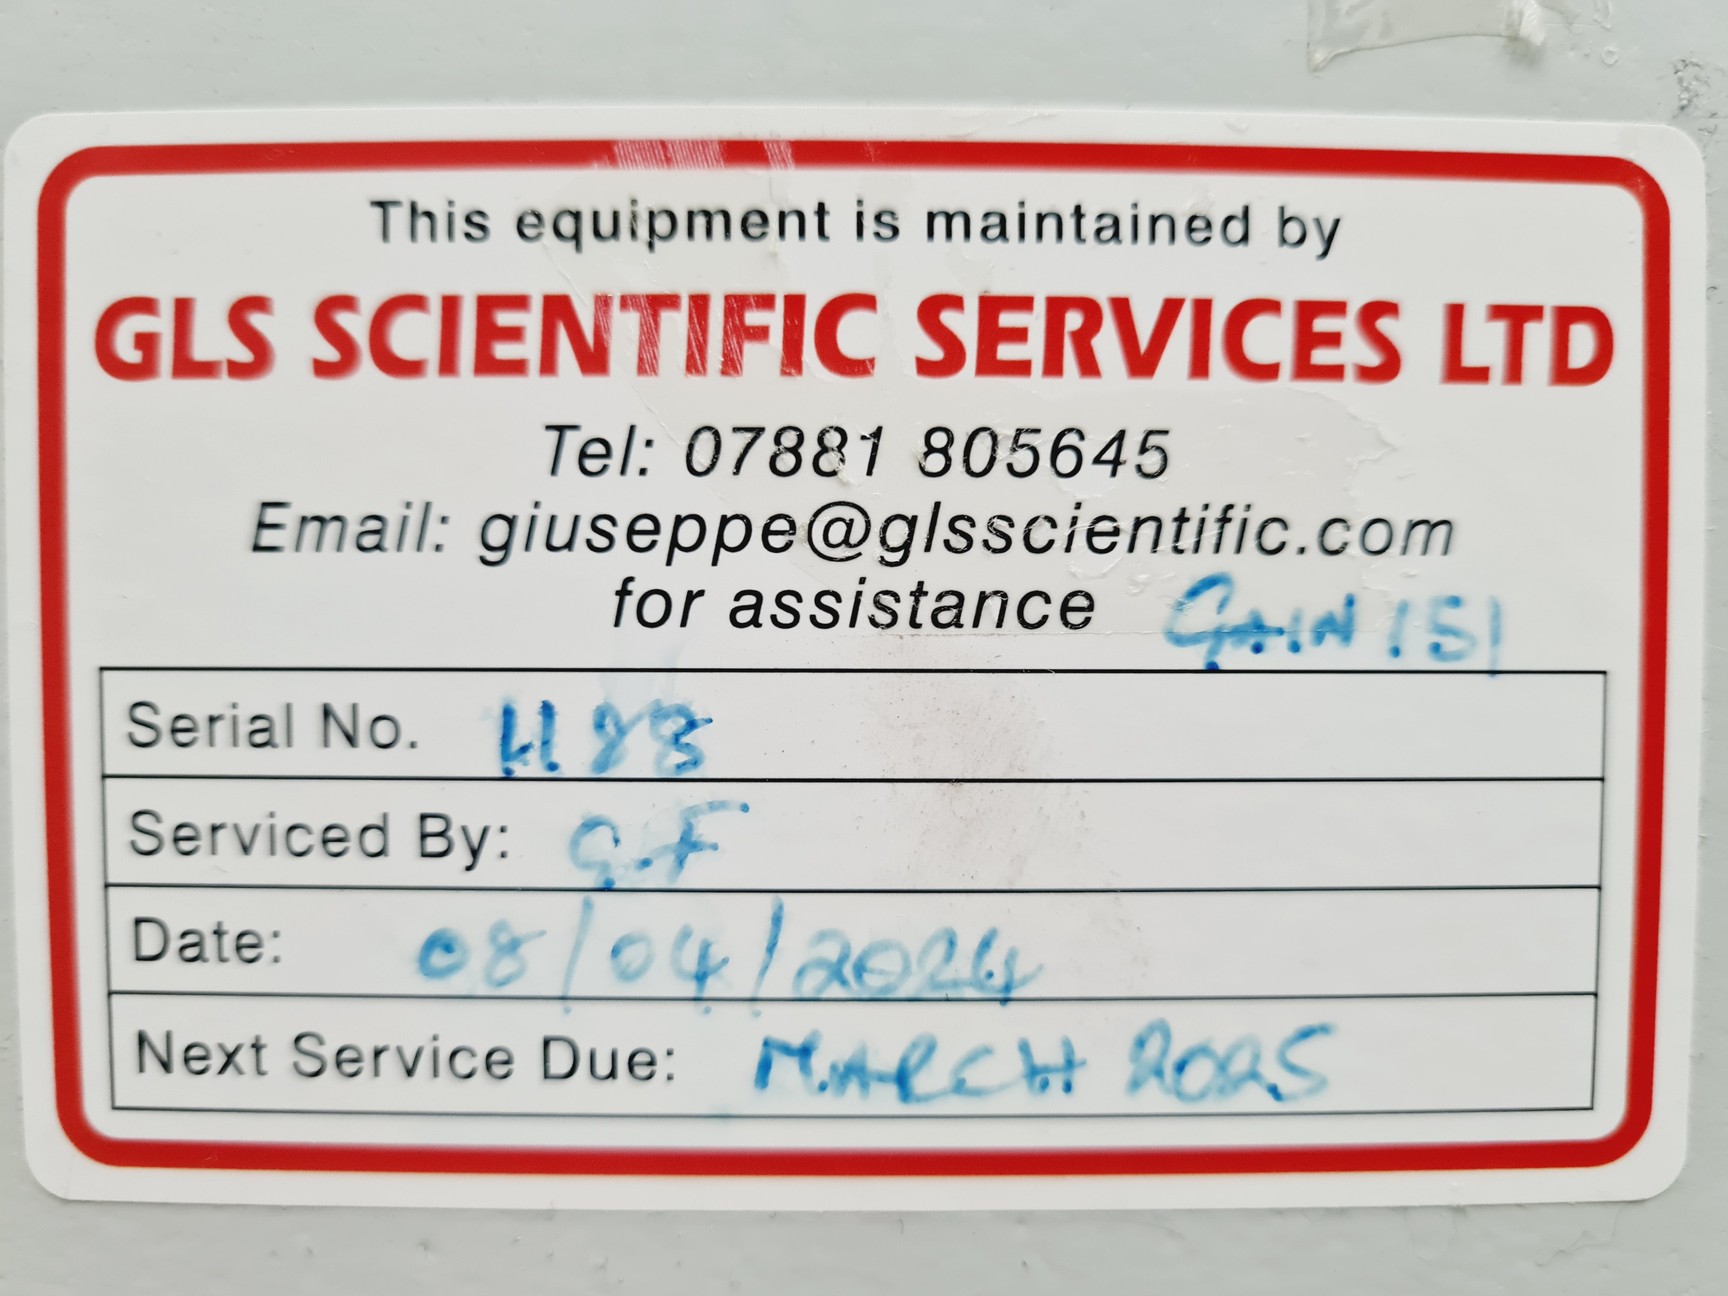 This equipment is maintained by
GLS SCIENTIFIC SERVICES LTD
Tel: 07881 805645
Email: giuseppe@glsscientific.com
for assistance GAIN 151
Serial No. H88
Serviced By: G.F
Date: 08/04/2024
Next Service Due: MARCH 2025